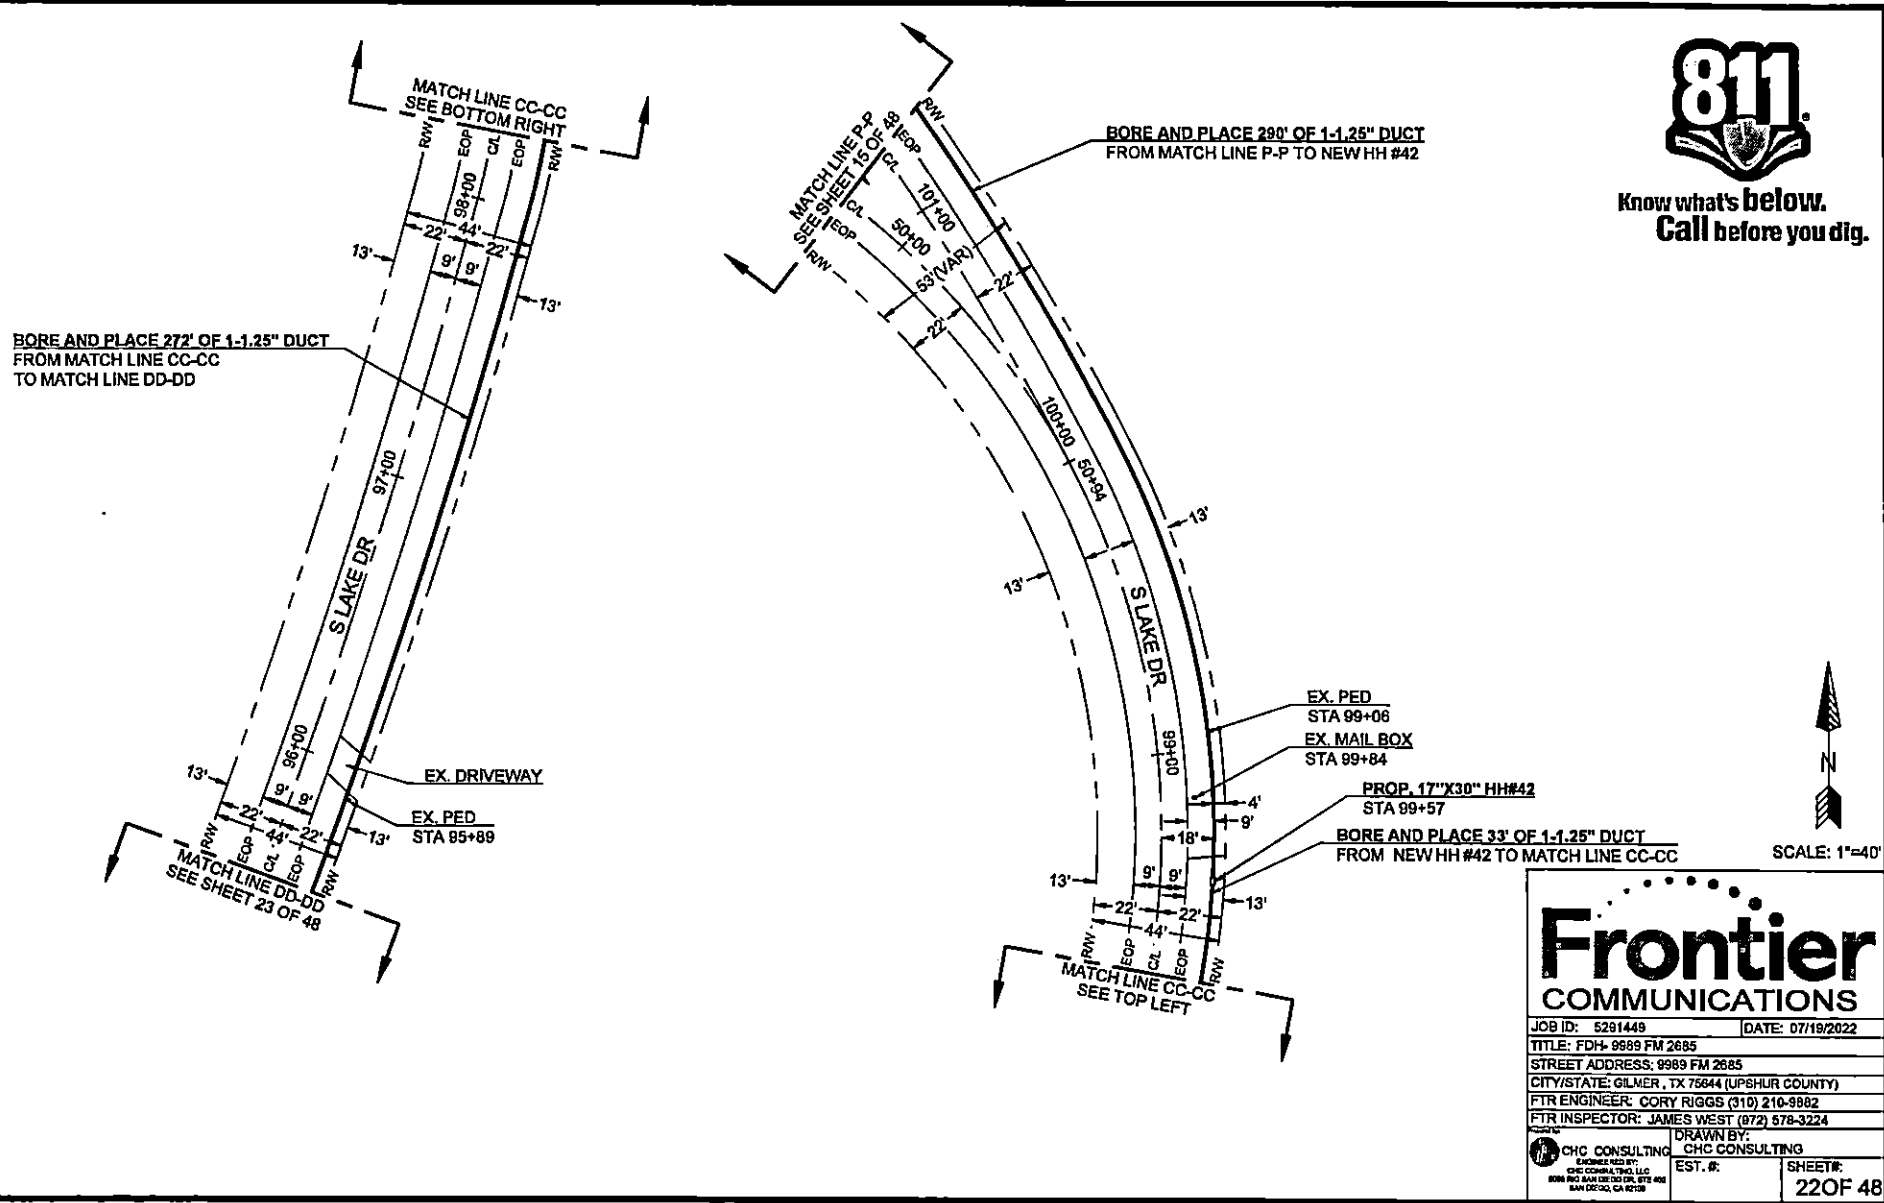 MATCH LINE CC-CC
SEE BOTTOM RIGHT
R/W
EOP
C/L
EOP
R/W
98+00
44'
22'
22'
13'
9'
9'
13'
BORE AND PLACE 272' OF 1-1.25" DUCT
FROM MATCH LINE CC-CC
TO MATCH LINE DD-DD
97+00
S LAKE DR
96+00
13'
9'
9'
EX. DRIVEWAY
22'
22'
44'
13'
EX. PED
STA 95+89
R/W
EOP
C/L
EOP
R/W
MATCH LINE DD-DD
SEE SHEET 23 OF 48
MATCH LINE P-P
SEE SHEET 15 OF 48
R/W
EOP
C/L
C/L
EOP
R/W
BORE AND PLACE 290' OF 1-1.25" DUCT
FROM MATCH LINE P-P TO NEW HH #42
101+00
50+00
53'(VAR)
22'
22'
100+00
50+94
13'
13'
S LAKE DR
99+00
EX. PED
STA 99+06
EX. MAIL BOX
STA 99+84
PROP. 17"X30" HH#42
STA 99+57
4'
9'
18'
BORE AND PLACE 33' OF 1-1.25" DUCT
FROM NEW HH #42 TO MATCH LINE CC-CC
13'
9'
9'
13'
22'
22'
44'
R/W
EOP
C/L
EOP
R/W
MATCH LINE CC-CC
SEE TOP LEFT
811
Know what's below.
Call before you dig.
N
SCALE: 1"=40'
Frontier
COMMUNICATIONS
JOB ID: 5291449
DATE: 07/19/2022
TITLE: FDH- 9989 FM 2685
STREET ADDRESS: 9989 FM 2685
CITY/STATE: GILMER , TX 75644 (UPSHUR COUNTY)
FTR ENGINEER: CORY RIGGS (310) 210-9882
FTR INSPECTOR: JAMES WEST (972) 578-3224
CHC CONSULTING
ENGINEERED BY:
CHC CONSULTING, LLC
SAN DIEGO, CA 92108
DRAWN BY:
CHC CONSULTING
EST. #:
SHEET#:
22OF 48